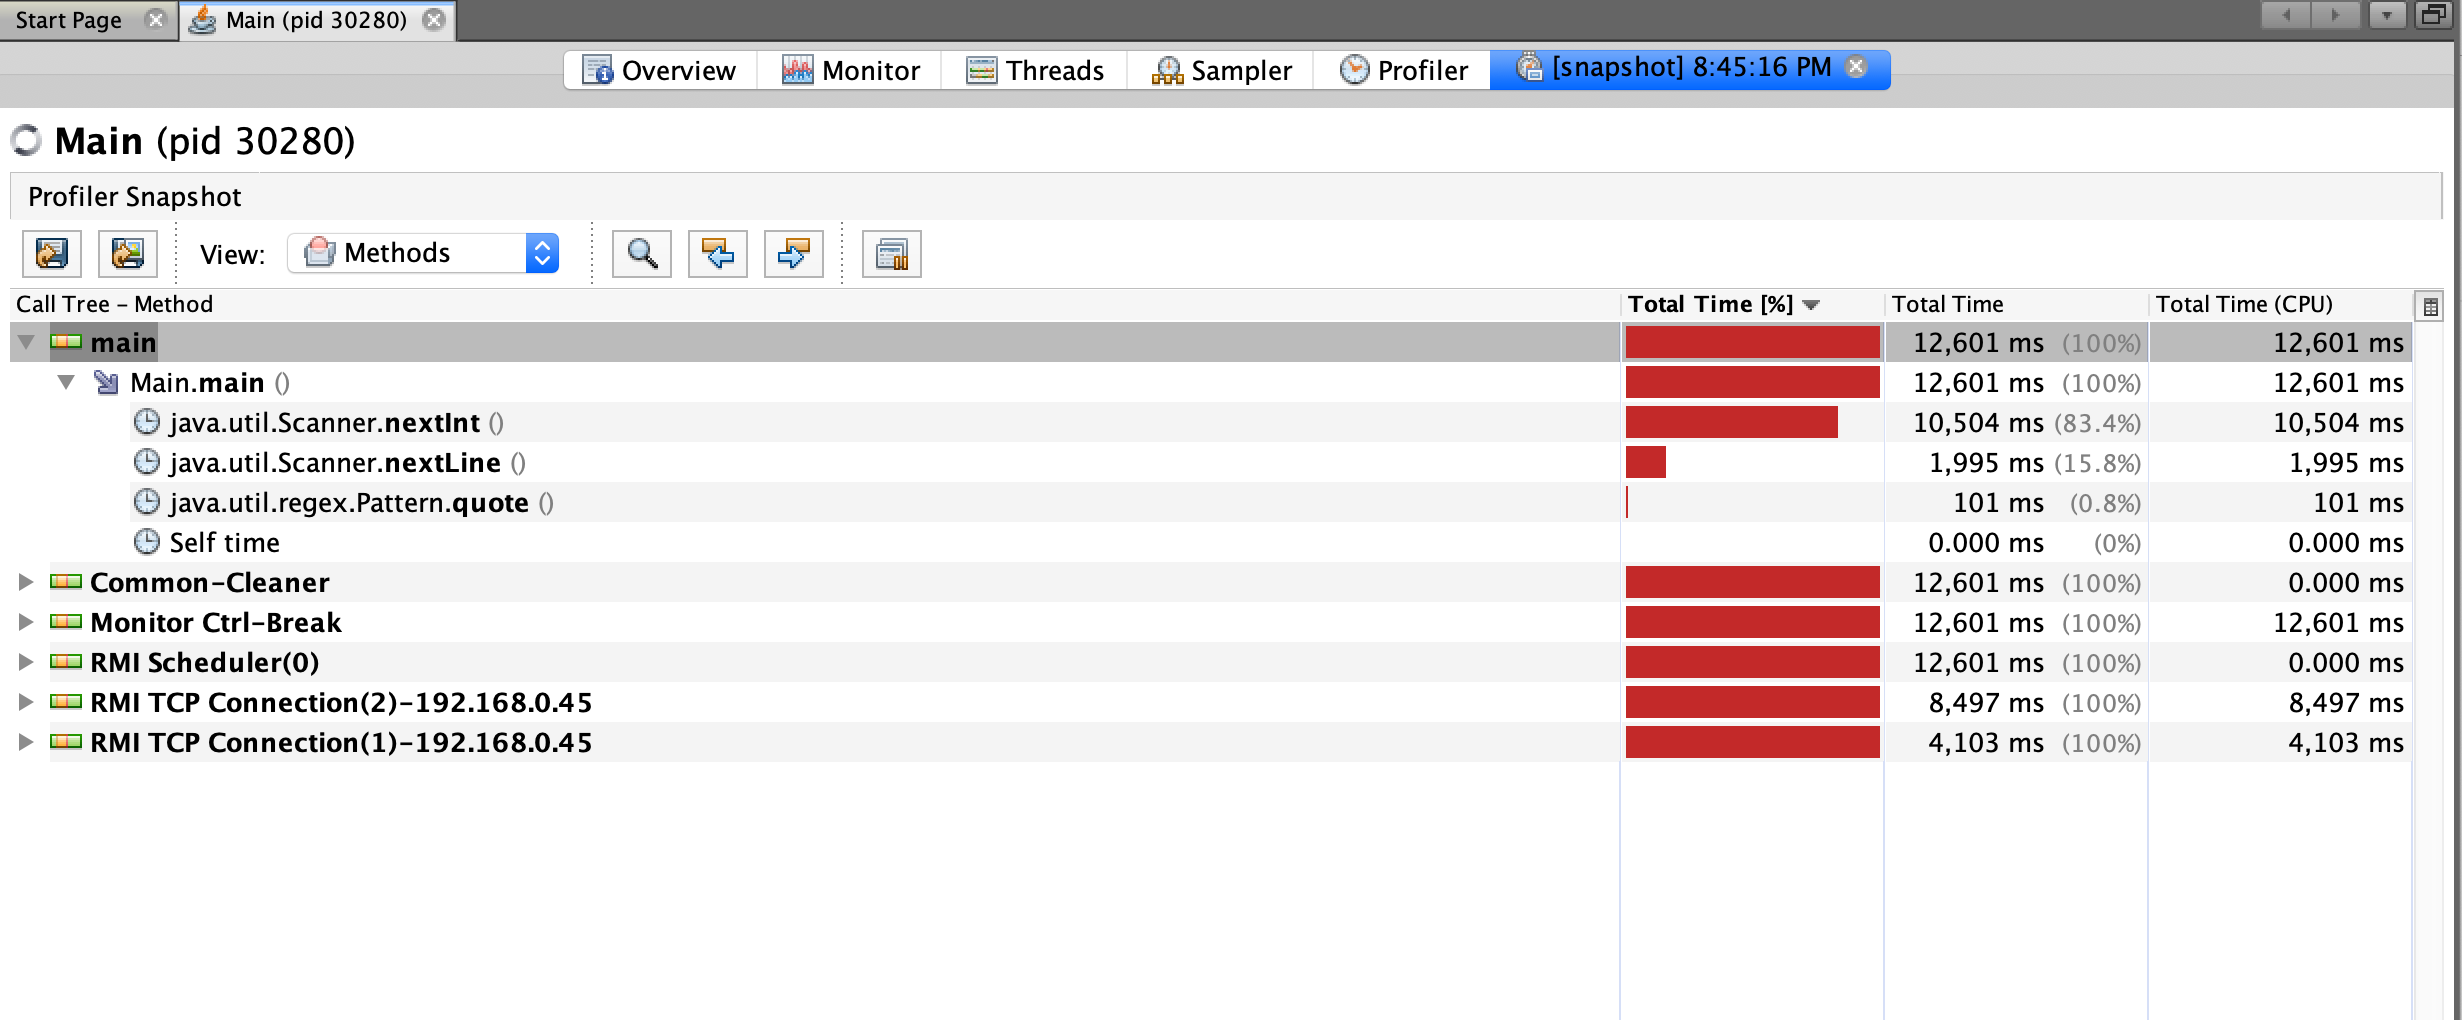 Start Page
Main (pid 30280)
Overview
Monitor
Threads
Sampler
Profiler
[snapshot] 8:45:16 PM
Main (pid 30280)
Profiler Snapshot
View:
Methods
Call Tree – Method Total Time [%] Total Time Total Time (CPU)
main 12,601 ms (100%) 12,601 ms
Main.main () 12,601 ms (100%) 12,601 ms
java.util.Scanner.nextInt () 10,504 ms (83.4%) 10,504 ms
java.util.Scanner.nextLine () 1,995 ms (15.8%) 1,995 ms
java.util.regex.Pattern.quote () 101 ms (0.8%) 101 ms
Self time 0.000 ms (0%) 0.000 ms
Common-Cleaner 12,601 ms (100%) 0.000 ms
Monitor Ctrl-Break 12,601 ms (100%) 12,601 ms
RMI Scheduler(0) 12,601 ms (100%) 0.000 ms
RMI TCP Connection(2)-192.168.0.45 8,497 ms (100%) 8,497 ms
RMI TCP Connection(1)-192.168.0.45 4,103 ms (100%) 4,103 ms